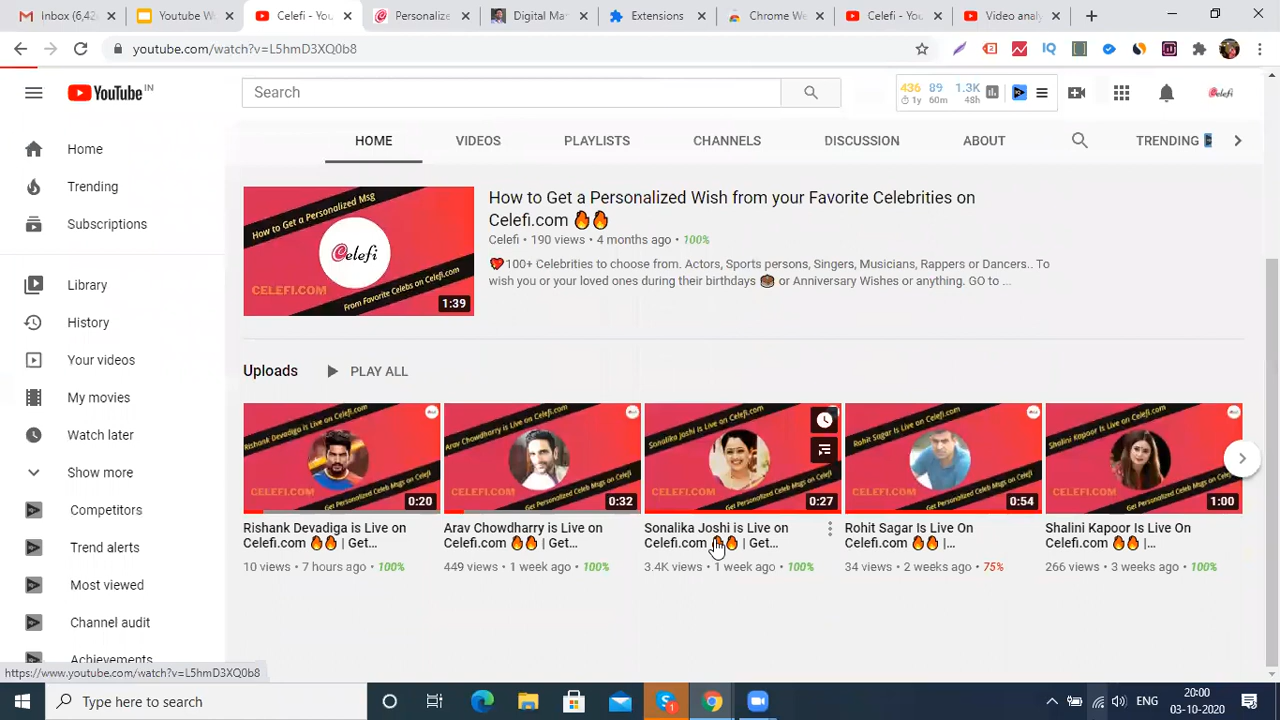 Inbox (6,42
Youtube Wo
Celefi - You
Personalize
Digital Ma
Extensions
Chrome We
Celefi - You
Video analy
youtube.com/watch?v=L5hmD3XQ0b8
YouTube IN
Search
436 89 1.3K
1y 60m 48h
Celefi
HOME VIDEOS PLAYLISTS CHANNELS DISCUSSION ABOUT TRENDING
Home
Trending
Subscriptions
Library
History
Your videos
My movies
Watch later
Show more
Competitors
Trend alerts
Most viewed
Channel audit
Achievements
How to Get a Personalized Msg
Celefi
CELEFI.COM
From Favorite Celebs on Celefi.com
1:39
How to Get a Personalized Wish from your Favorite Celebrities on
Celefi.com 🔥🔥
Celefi • 190 views • 4 months ago • 100%
❤️100+ Celebrities to choose from. Actors, Sports persons, Singers, Musicians, Rappers or Dancers.. To
wish you or your loved ones during their birthdays 🎂 or Anniversary Wishes or anything. GO to ...
Uploads PLAY ALL
Rishank Devadiga is Live on Celefi.com
CELEFI.COM
Get Personalized Celeb Msgs on Celefi
0:20
Rishank Devadiga is Live on
Celefi.com 🔥🔥 | Get...
10 views • 7 hours ago • 100%
Arav Chowdharry is Live on Celefi.com
CELEFI.COM
Get Personalized Celeb Msgs on Celefi
0:32
Arav Chowdharry is Live on
Celefi.com 🔥🔥 | Get...
449 views • 1 week ago • 100%
Sonalika Joshi is Live on Celefi.com
CELEFI.COM
Get Personalized Celeb Msgs on Celefi
0:27
Sonalika Joshi is Live on
Celefi.com 🔥🔥 | Get...
3.4K views • 1 week ago • 100%
Rohit Sagar is Live on Celefi.com
CELEFI.COM
Get Personalized Celeb Msgs on Celefi
0:54
Rohit Sagar Is Live On
Celefi.com 🔥🔥 |...
34 views • 2 weeks ago • 75%
Shalini Kapoor is Live on Celefi.com
CELEFI.COM
Get Personalized Celeb Msgs on Celefi
1:00
Shalini Kapoor Is Live On
Celefi.com 🔥🔥 |...
266 views • 3 weeks ago • 100%
https://www.youtube.com/watch?v=L5hmD3XQ0b8
Type here to search
ENG
20:00
03-10-2020